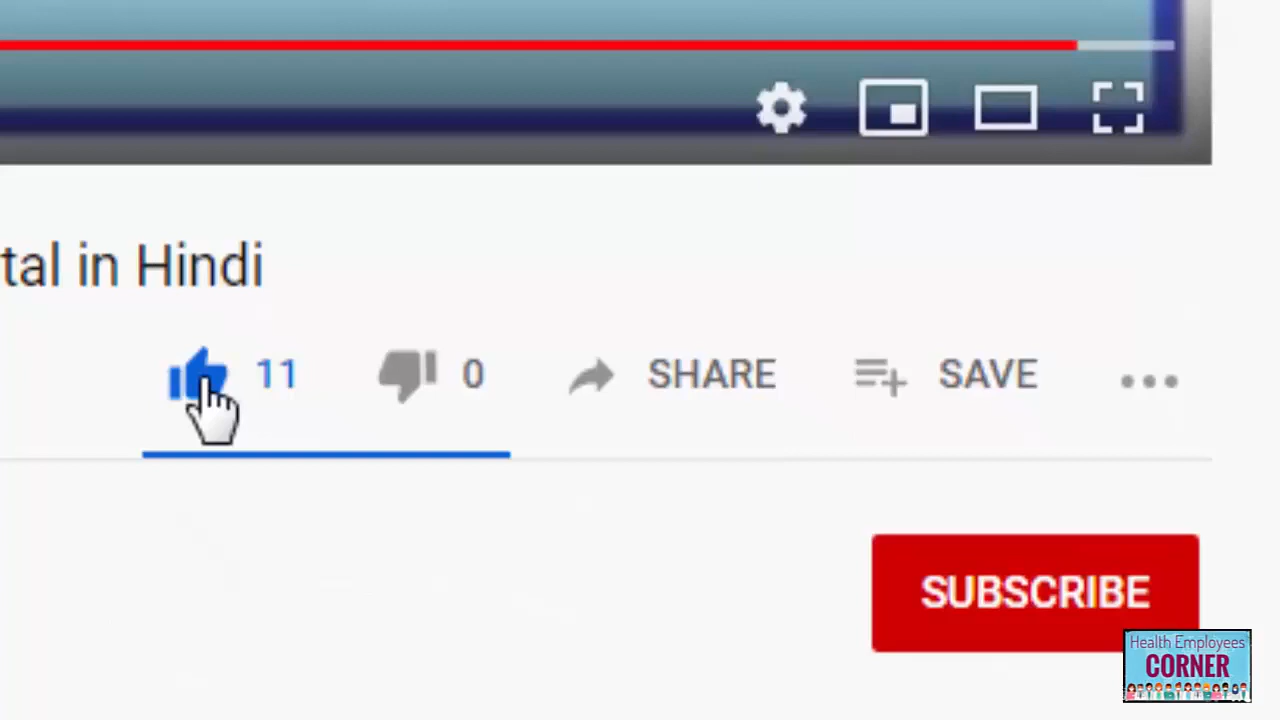 tal in Hindi
11 0 SHARE SAVE
SUBSCRIBE
Health Employees
CORNER